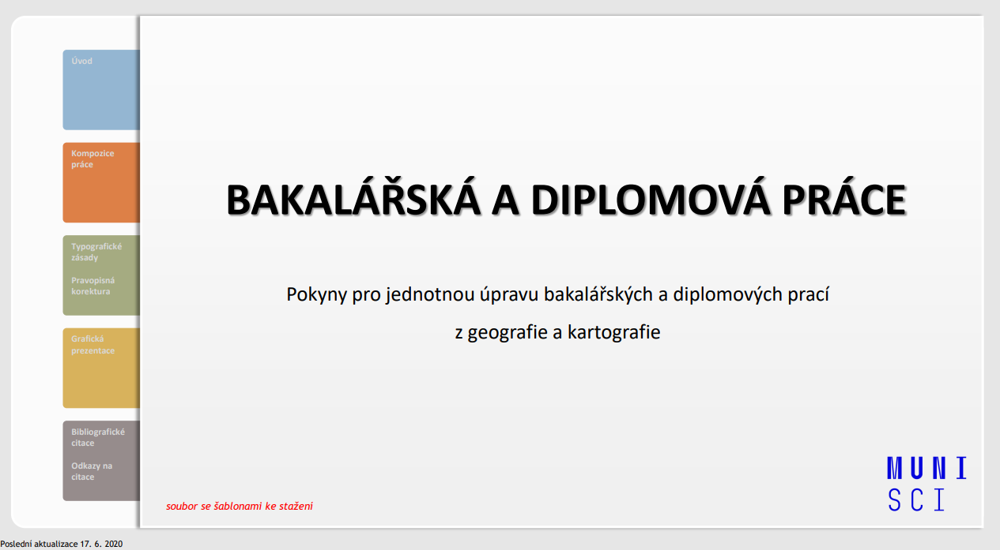 Úvod
Kompozice
práce
Typografické
zásady
Pravopisná
korektura
Grafická
prezentace
Bibliografické
citace
Odkazy na
citace
BAKALÁŘSKÁ A DIPLOMOVÁ PRÁCE
Pokyny pro jednotnou úpravu bakalářských a diplomových prací
z geografie a kartografie
soubor se šablonami ke stažení
MUNI
SCI
Poslední aktualizace 17. 6. 2020